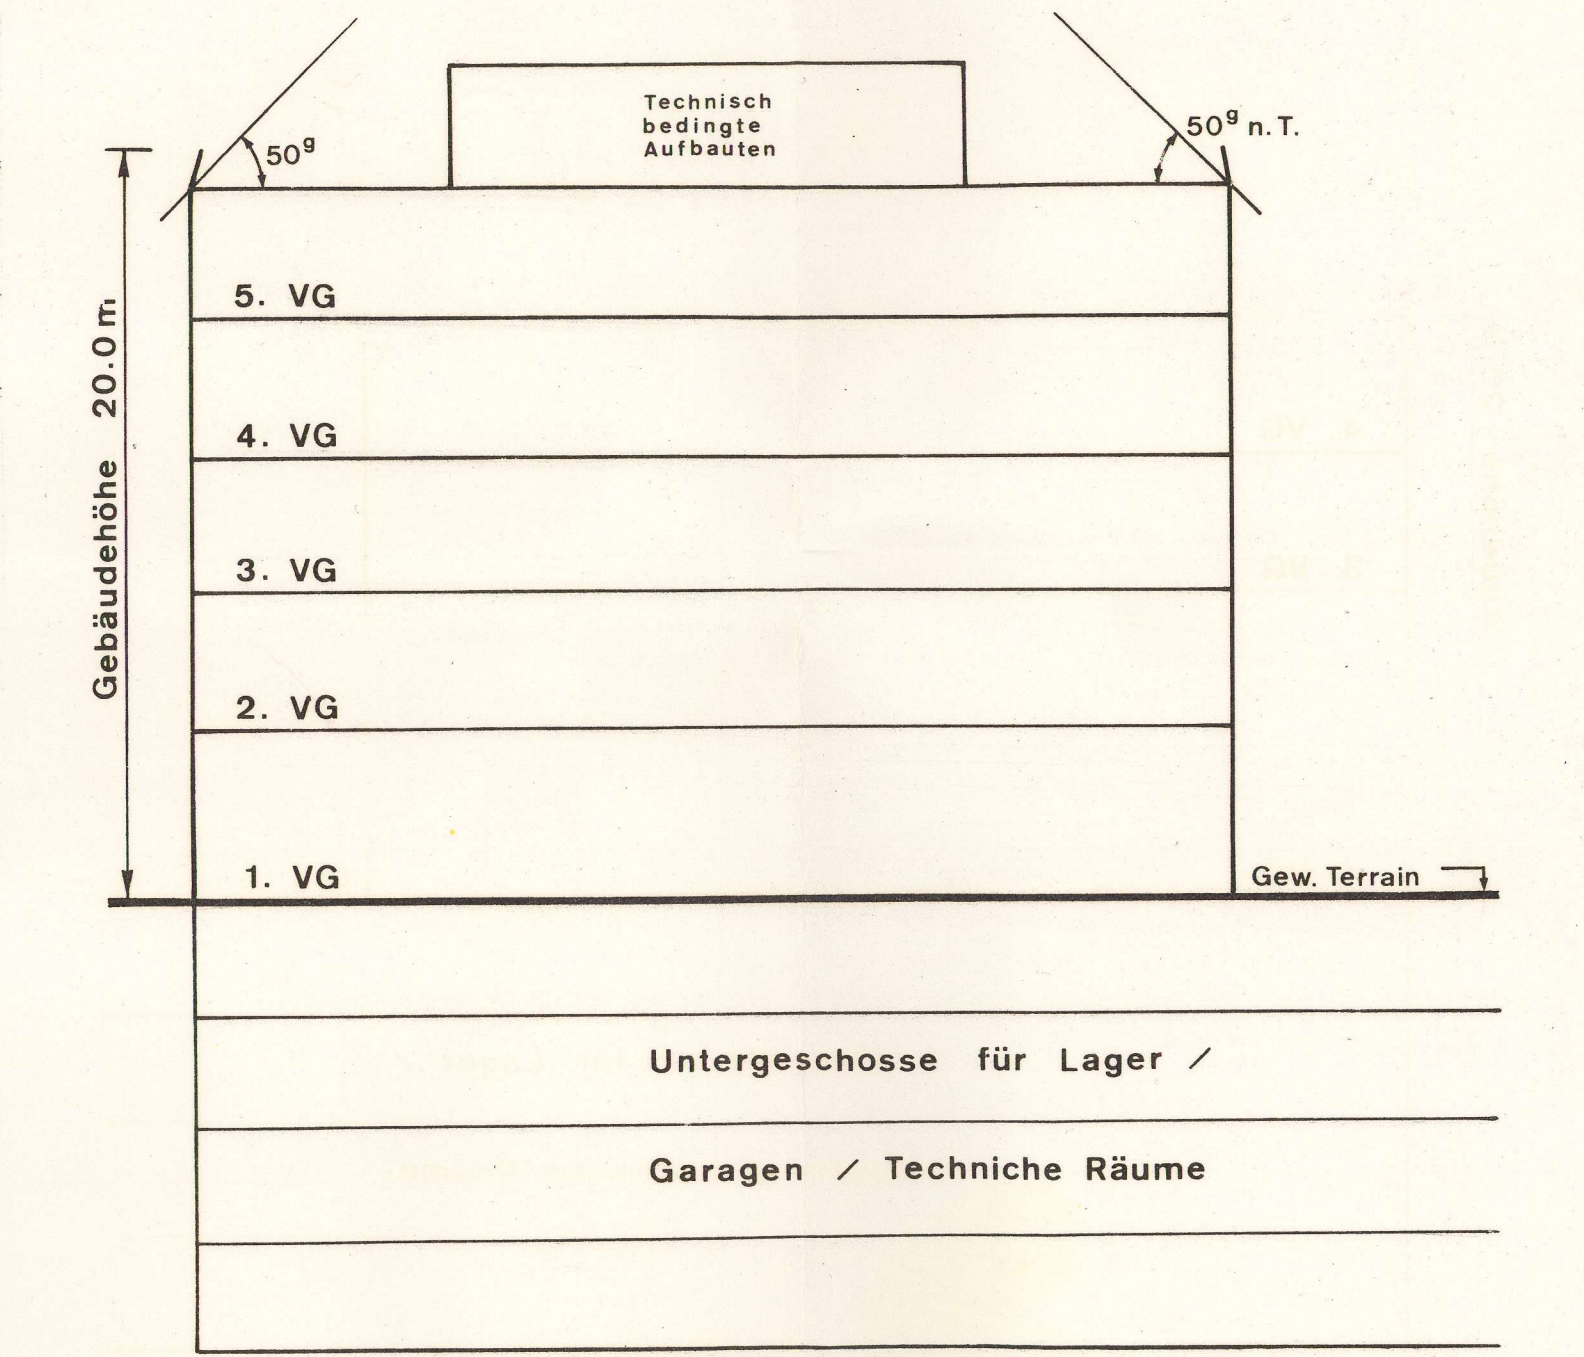 Technisch
bedingte
Aufbauten
50g
50g n.T.
5. VG
4. VG
3. VG
2. VG
1. VG
Gebäudehöhe 20.0 m
Gew. Terrain
Untergeschosse für Lager /
Garagen / Techniche Räume